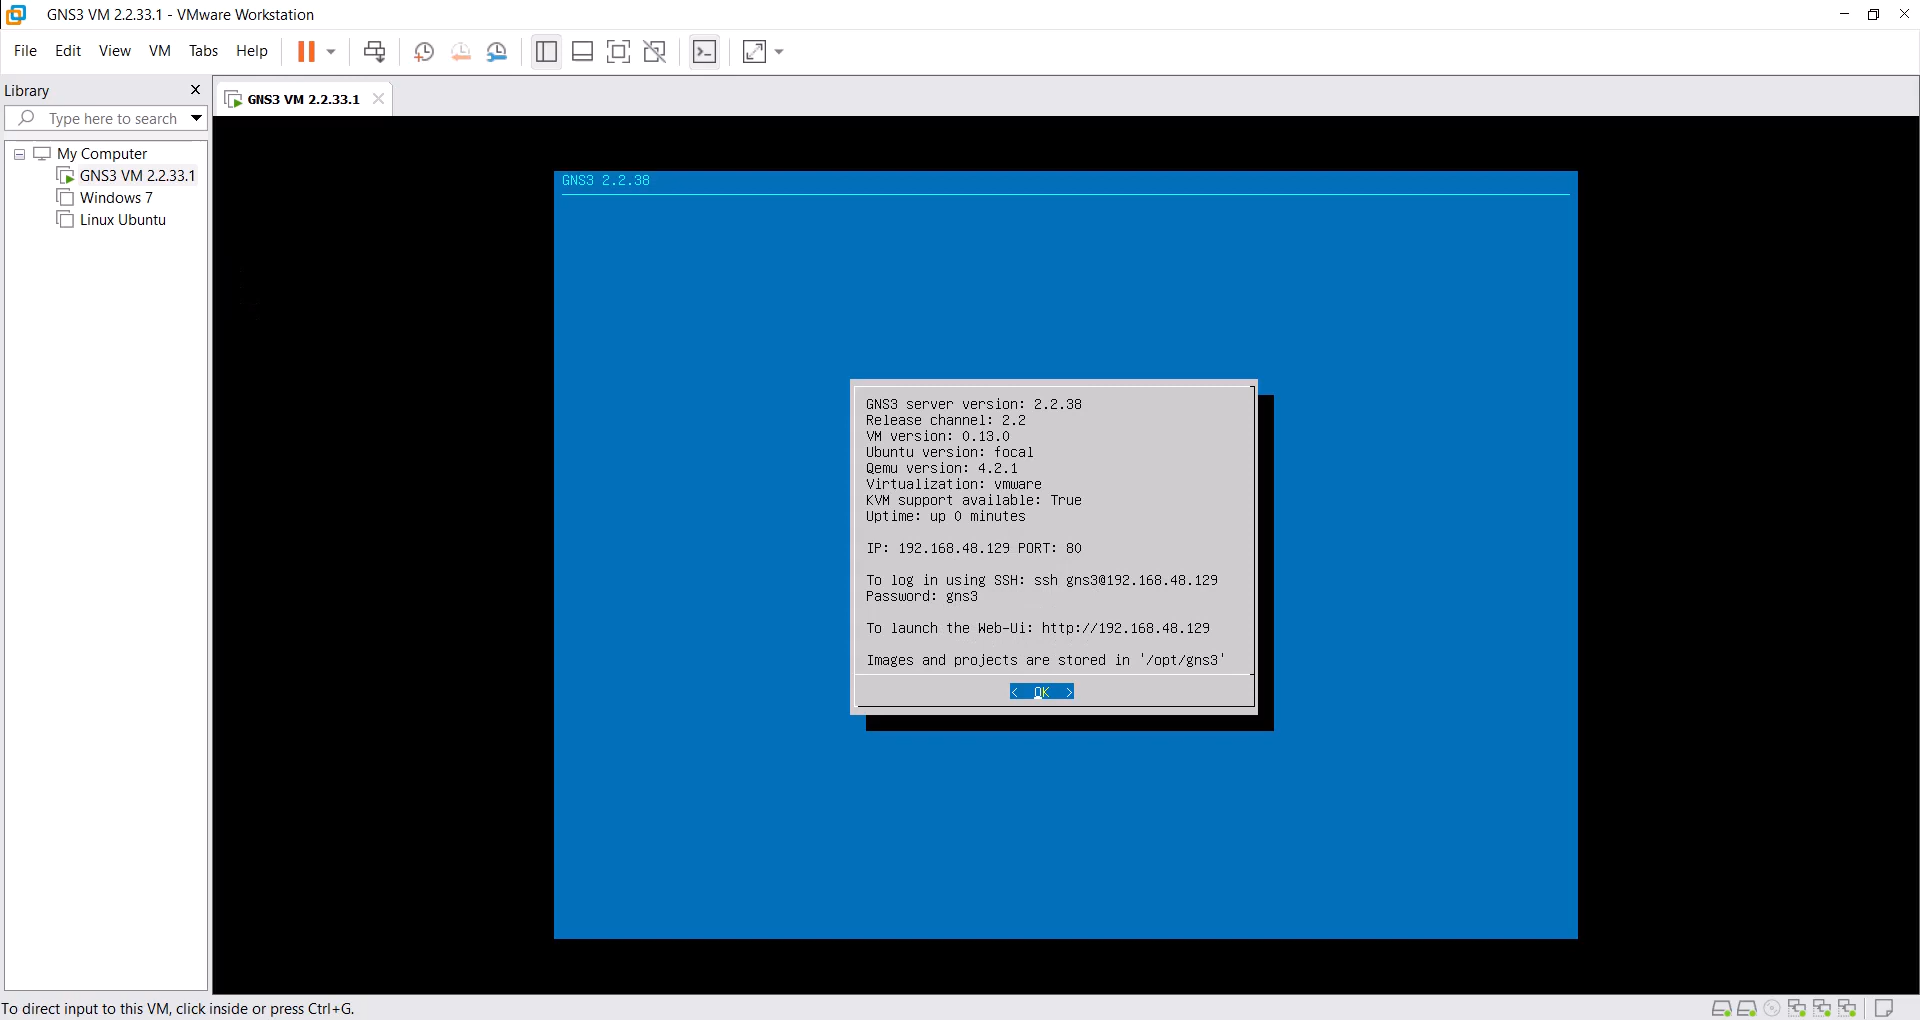 GNS3 VM 2.2.33.1 - VMware Workstation
File Edit View VM Tabs Help
Library
GNS3 VM 2.2.33.1
Type here to search
My Computer
GNS3 VM 2.2.33.1
Windows 7
Linux Ubuntu
GNS3 2.2.38
GNS3 server version: 2.2.38
Release channel: 2.2
VM version: 0.13.0
Ubuntu version: focal
Qemu version: 4.2.1
Virtualization: vmware
KVM support available: True
Uptime: up 0 minutes
IP: 192.168.48.129 PORT: 80
To log in using SSH: ssh gns3@192.168.48.129
Password: gns3
To launch the Web-Ui: http://192.168.48.129
Images and projects are stored in '/opt/gns3'
< OK >
To direct input to this VM, click inside or press Ctrl+G.